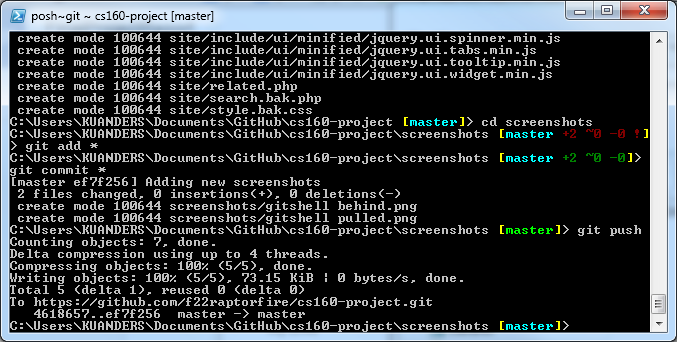 posh~git ~ cs160-project [master]
create mode 100644 site/include/ui/minified/jquery.ui.spinner.min.js
create mode 100644 site/include/ui/minified/jquery.ui.tabs.min.js
create mode 100644 site/include/ui/minified/jquery.ui.tooltip.min.js
create mode 100644 site/include/ui/minified/jquery.ui.widget.min.js
create mode 100644 site/related.php
create mode 100644 site/search.bak.php
create mode 100644 site/style.bak.css
C:\Users\KUANDERS\Documents\GitHub\cs160-project [master]> cd screenshots
C:\Users\KUANDERS\Documents\GitHub\cs160-project\screenshots [master +2 ~0 -0 !]
> git add *
C:\Users\KUANDERS\Documents\GitHub\cs160-project\screenshots [master +2 ~0 -0]>
git commit *
[master ef7f256] Adding new screenshots
2 files changed, 0 insertions(+), 0 deletions(-)
create mode 100644 screenshots/gitshell behind.png
create mode 100644 screenshots/gitshell pulled.png
C:\Users\KUANDERS\Documents\GitHub\cs160-project\screenshots [master]> git push
Counting objects: 7, done.
Delta compression using up to 4 threads.
Compressing objects: 100% (5/5), done.
Writing objects: 100% (5/5), 73.15 KiB ¦ 0 bytes/s, done.
Total 5 (delta 1), reused 0 (delta 0)
To https://github.com/f22raptorfire/cs160-project.git
4618657..ef7f256 master -> master
C:\Users\KUANDERS\Documents\GitHub\cs160-project\screenshots [master]>